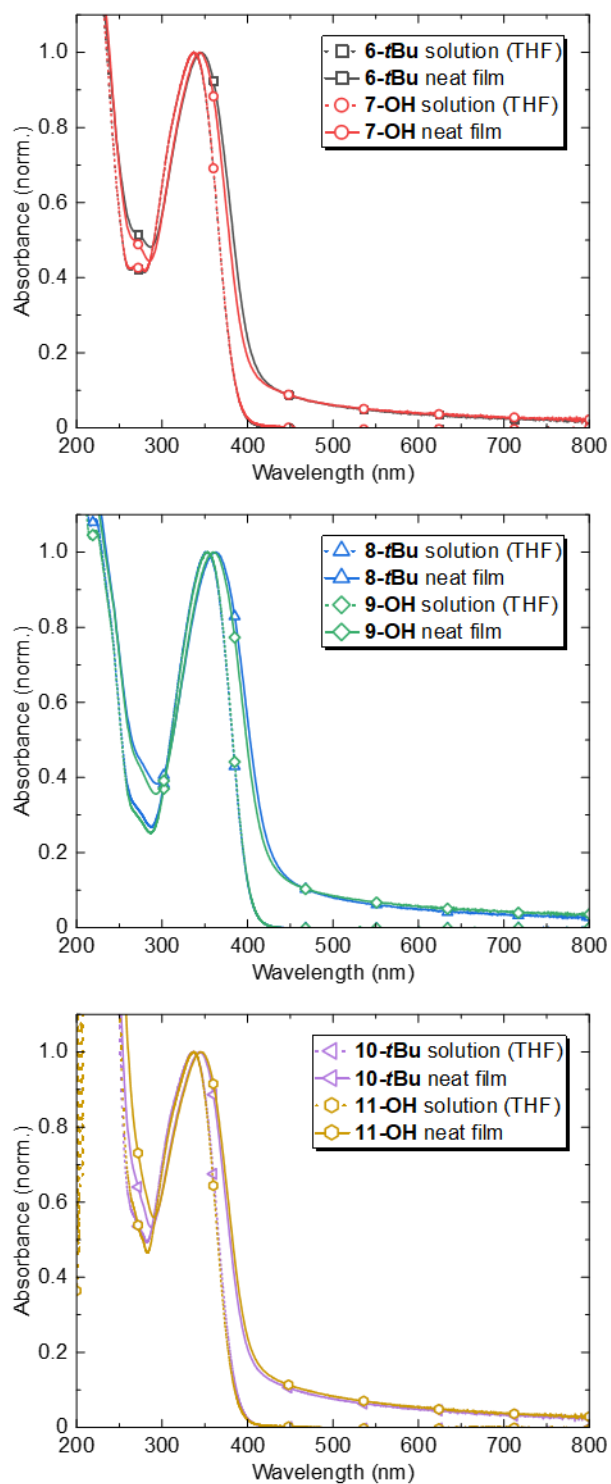 1.0
0.8
0.6
0.4
0.2
0
Absorbance (norm.)
6-tBu solution (THF)
6-tBu neat film
7-OH solution (THF)
7-OH neat film
200 300 400 500 600 700 800
Wavelength (nm)
1.0
0.8
0.6
0.4
0.2
0
Absorbance (norm.)
8-tBu solution (THF)
8-tBu neat film
9-OH solution (THF)
9-OH neat film
200 300 400 500 600 700 800
Wavelength (nm)
1.0
0.8
0.6
0.4
0.2
0
Absorbance (norm.)
10-tBu solution (THF)
10-tBu neat film
11-OH solution (THF)
11-OH neat film
200 300 400 500 600 700 800
Wavelength (nm)